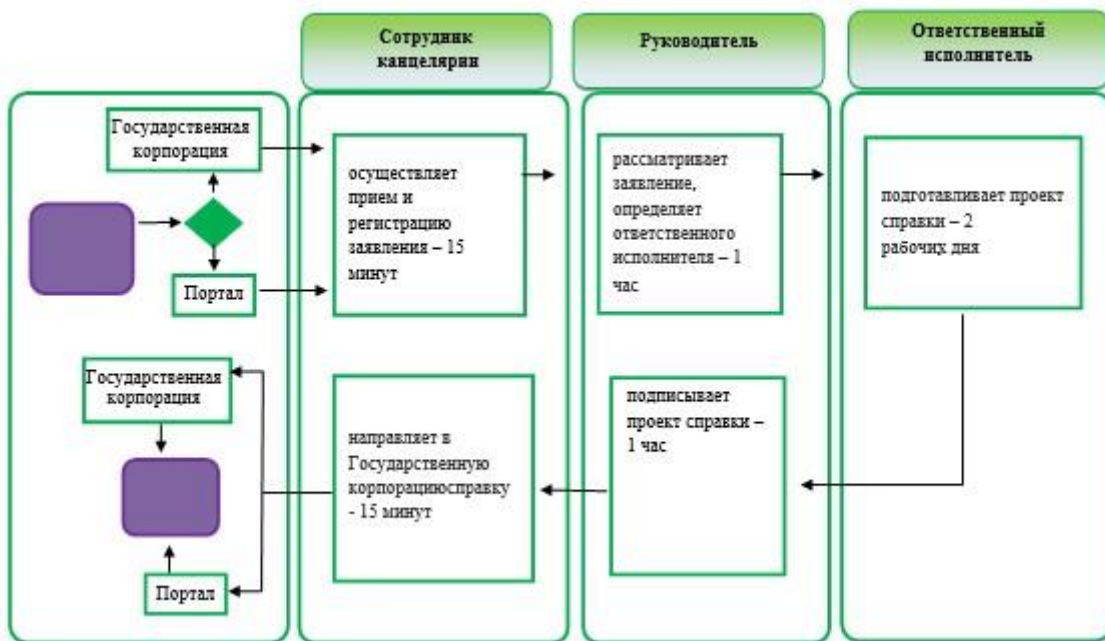 Сотрудник
канцелярии
Руководитель
Ответственный
исполнитель
Государственная
корпорация
Портал
осуществляет
прием и
регистрацию
заявления – 15
минут
рассматривает
заявление,
определяет
ответственного
исполнителя – 1
час
подготавливает проект
справки – 2
рабочих дня
Государственная
корпорация
Портал
направляет в
Государственную
корпорациюсправку
- 15 минут
подписывает
проект справки –
1 час